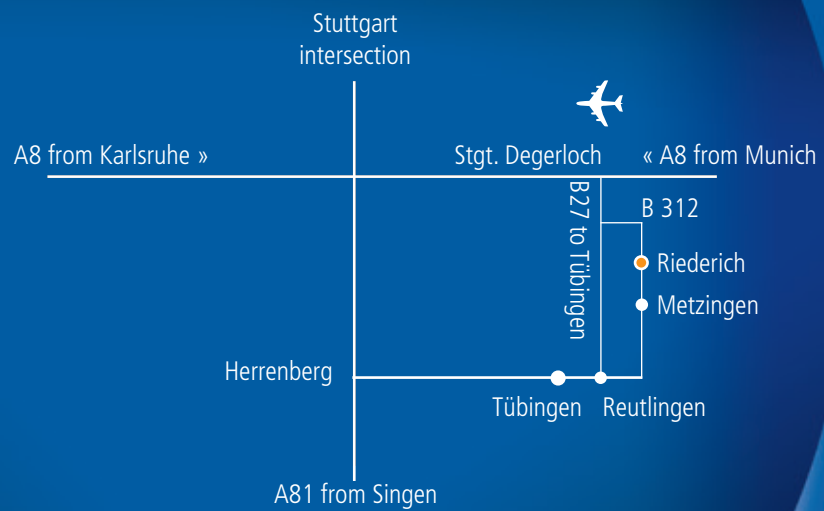 Stuttgart
intersection
A8 from Karlsruhe »
Stgt. Degerloch
« A8 from Munich
B27 to Tübingen
B 312
Riederich
Metzingen
Herrenberg
Tübingen
Reutlingen
A81 from Singen